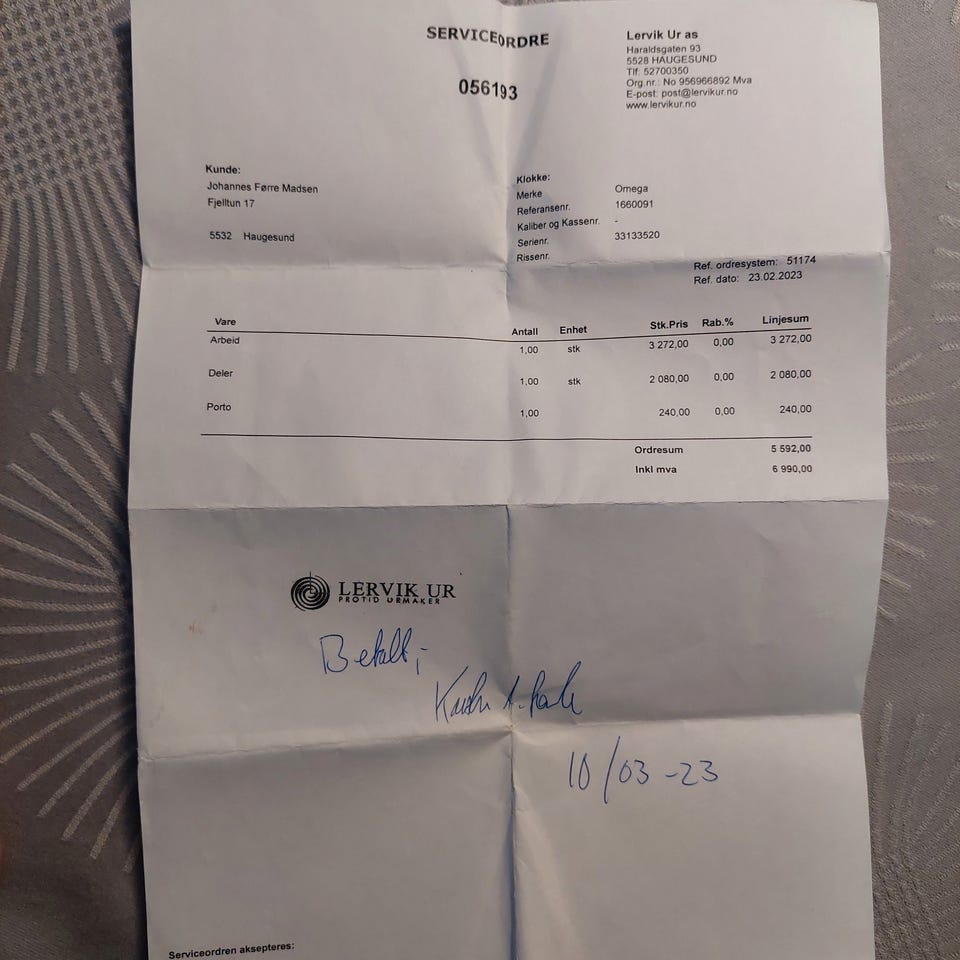 SERVICEORDRE
056193
Lervik Ur as
Haraldsgaten 93
5528 HAUGESUND
Tlf: 52700350
Org.nr.: No 956966892 Mva
E-post: post@lervikur.no
www.lervikur.no
Kunde:
Johannes Førre Madsen
Fjelltun 17
5532 Haugesund
Klokke:
Merke Omega
Referansenr. 1660091
Kaliber og Kassenr. -
Serienr. 33133520
Rissenr.
Ref. ordresystem: 51174
Ref. dato: 23.02.2023
Vare Antall Enhet Stk.Pris Rab.% Linjesum
Arbeid 1,00 stk 3 272,00 0,00 3 272,00
Deler 1,00 stk 2 080,00 0,00 2 080,00
Porto 1,00 240,00 0,00 240,00
Ordresum 5 592,00
Inkl mva 6 990,00
LERVIK UR
PROTID URMAKER
Betalt,-
10/03-23
Serviceordren aksepteres: